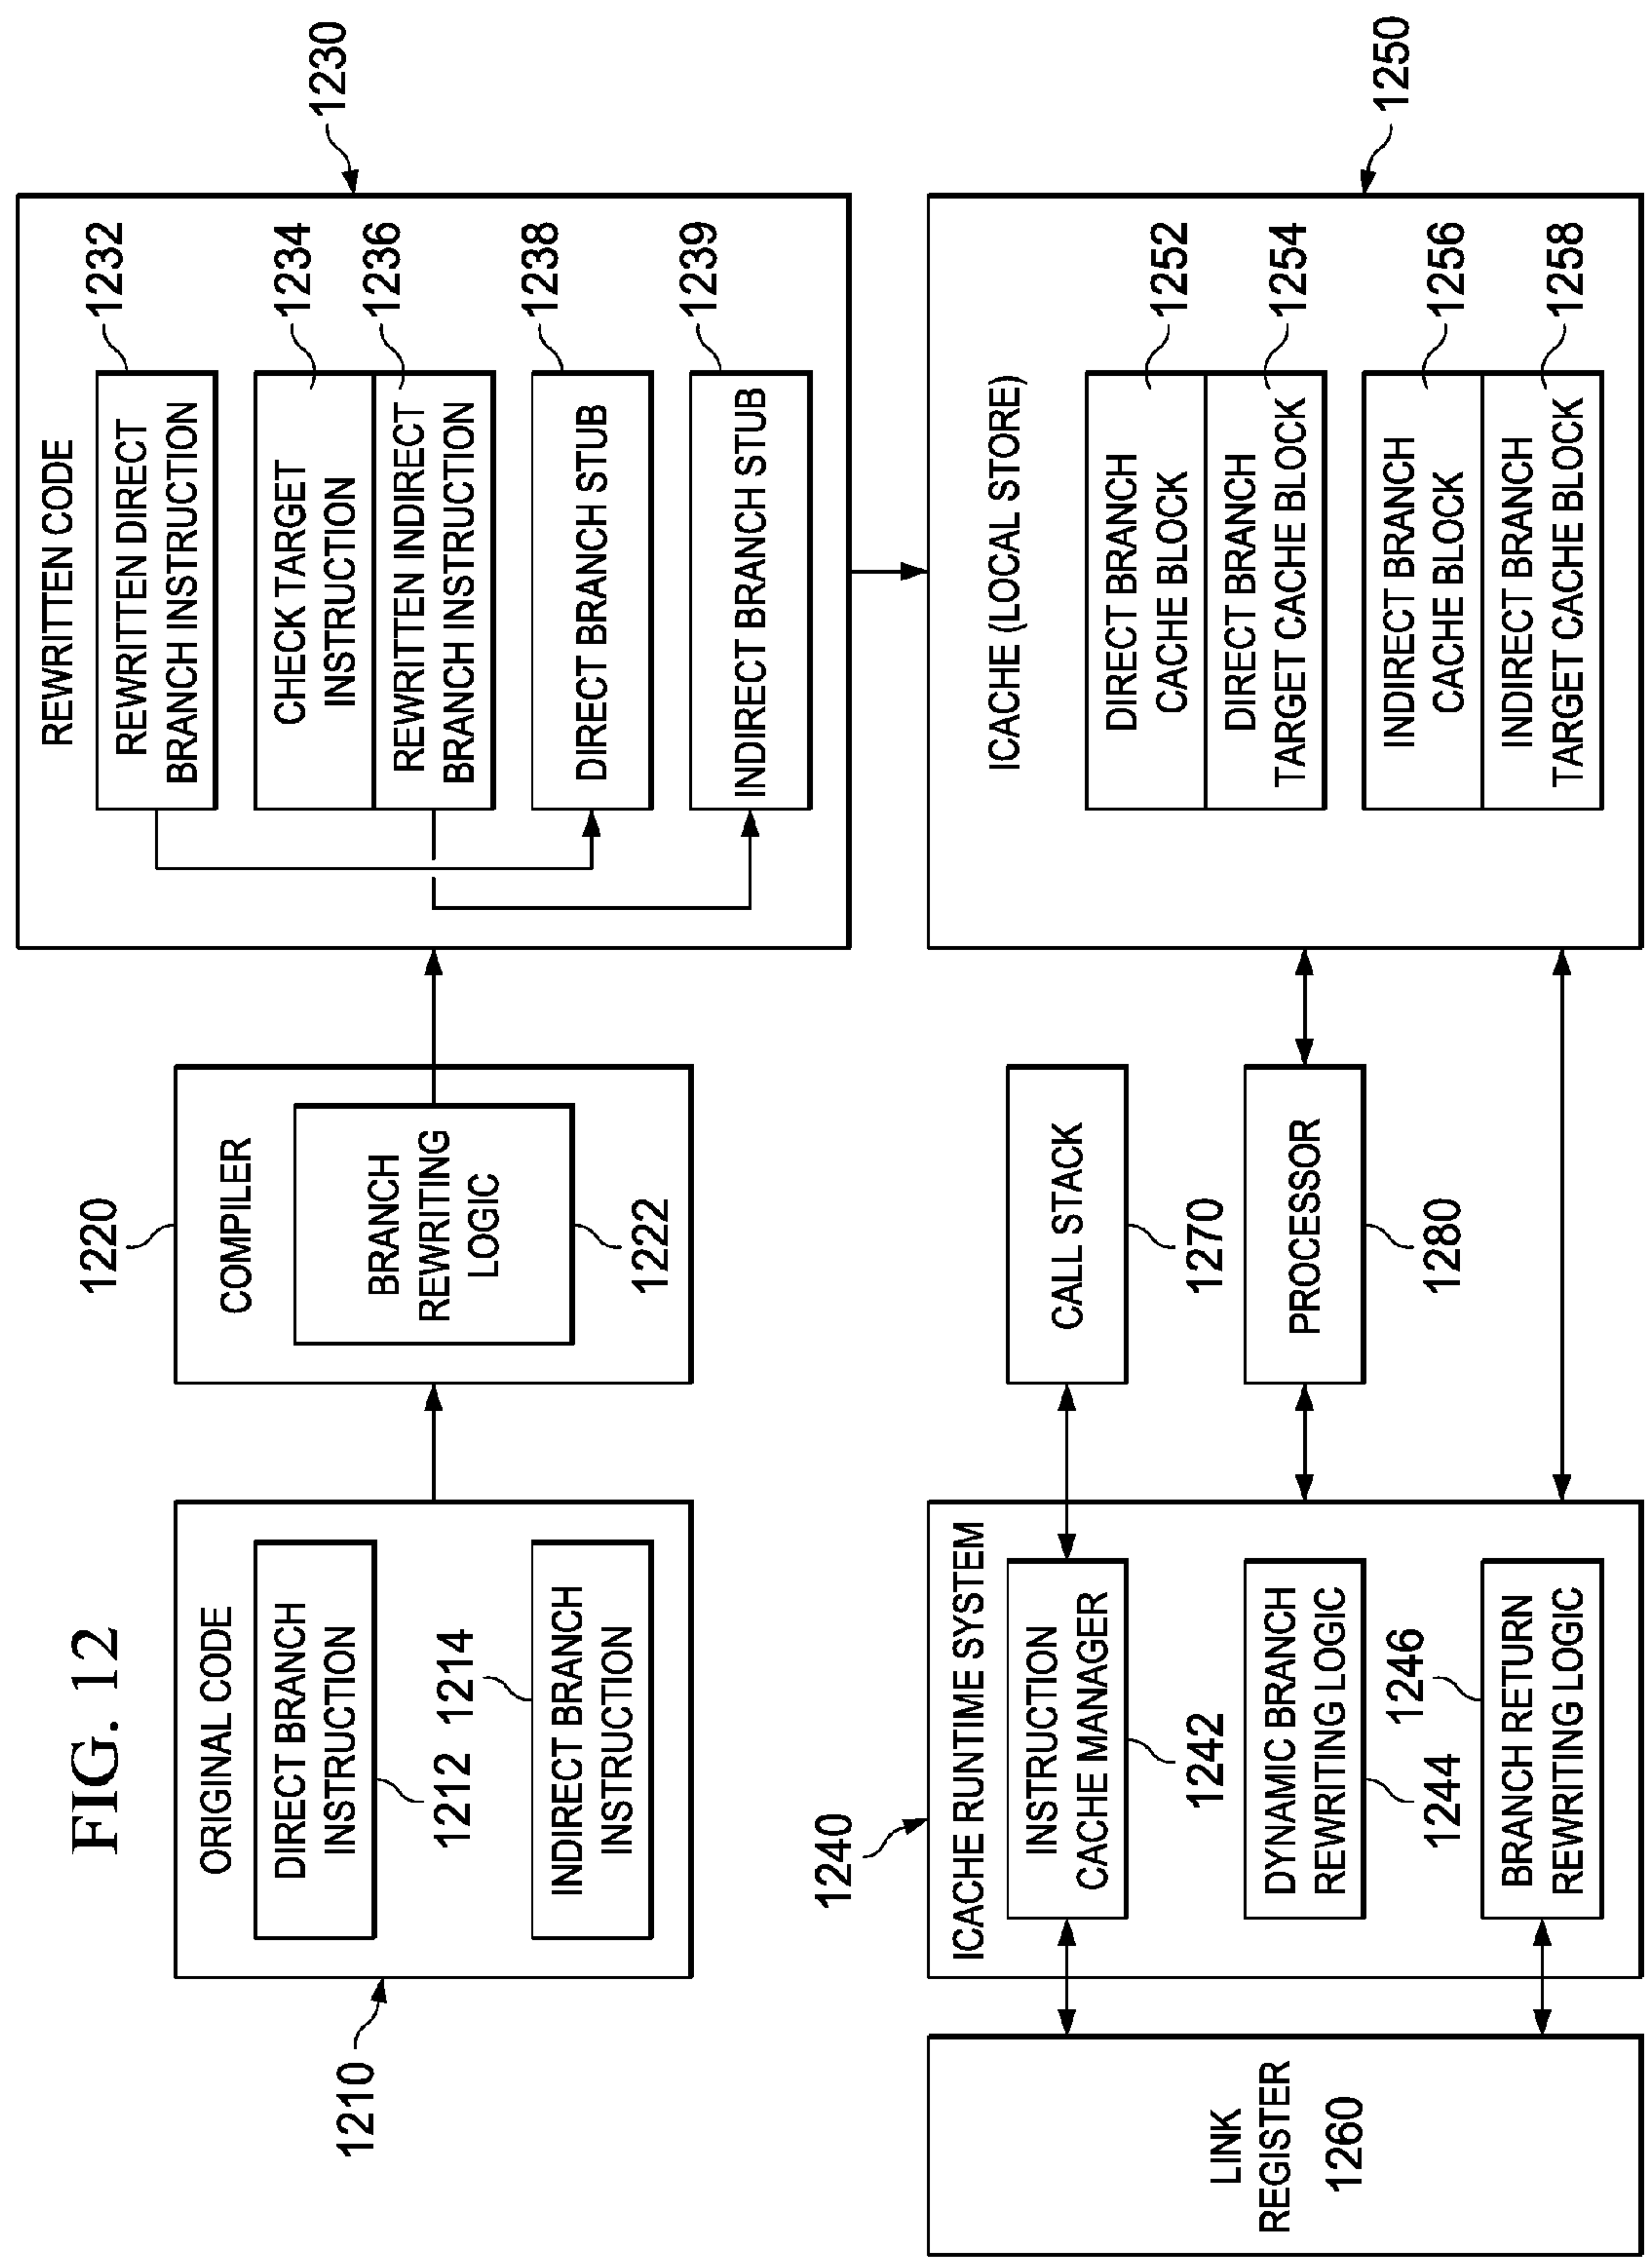 FIG. 12
ORIGINAL CODE
DIRECT BRANCH
INSTRUCTION
1212
1214
INDIRECT BRANCH
INSTRUCTION
1210
1220
COMPILER
BRANCH
REWRITING
LOGIC
1222
REWRITTEN CODE
1230
REWRITTEN DIRECT
BRANCH INSTRUCTION
1232
CHECK TARGET
INSTRUCTION
1234
REWRITTEN INDIRECT
BRANCH INSTRUCTION
1236
DIRECT BRANCH STUB
1238
INDIRECT BRANCH STUB
1239
LINK
REGISTER
1260
1240
ICACHE RUNTIME SYSTEM
INSTRUCTION
CACHE MANAGER
1242
DYNAMIC BRANCH
REWRITING LOGIC
1244
1246
BRANCH RETURN
REWRITING LOGIC
CALL STACK
1270
PROCESSOR
1280
ICACHE (LOCAL STORE)
1250
DIRECT BRANCH
CACHE BLOCK
1252
DIRECT BRANCH
TARGET CACHE BLOCK
1254
INDIRECT BRANCH
CACHE BLOCK
1256
INDIRECT BRANCH
TARGET CACHE BLOCK
1258